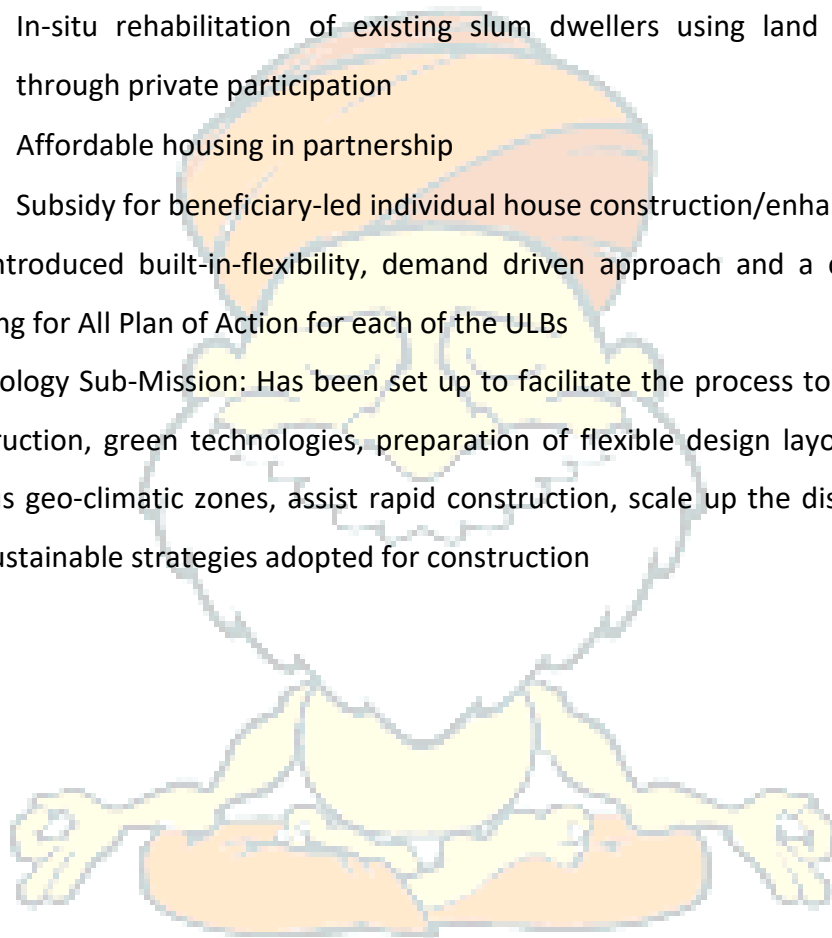 In-situ rehabilitation of existing slum dwellers using land
through private participation
Affordable housing in partnership
Subsidy for beneficiary-led individual house construction/enha
ntroduced built-in-flexibility, demand driven approach and a
ng for All Plan of Action for each of the ULBs
ology Sub-Mission: Has been set up to facilitate the process to
ruction, green technologies, preparation of flexible design layo
s geo-climatic zones, assist rapid construction, scale up the dis
ustainable strategies adopted for construction